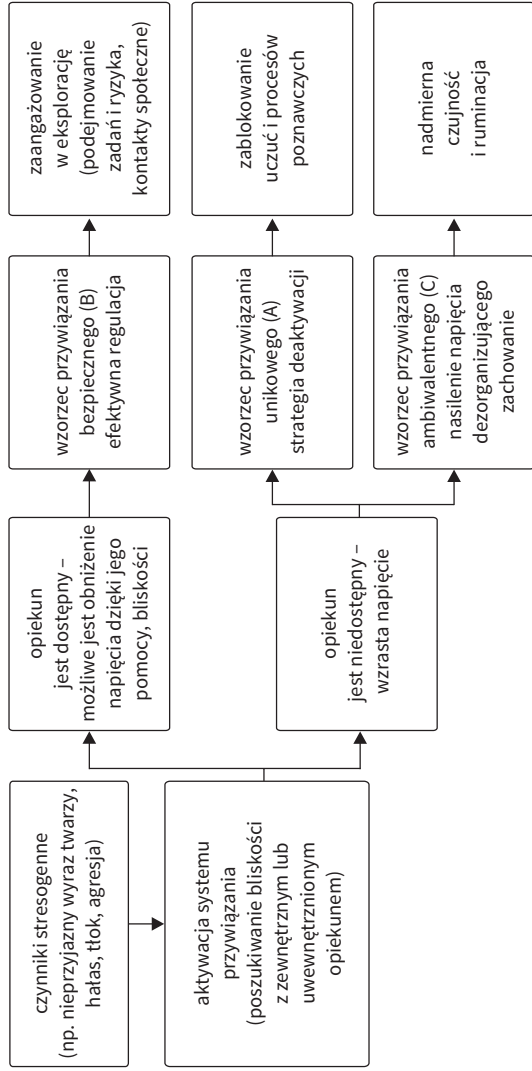 czynniki stresogenne
(np. nieprzyjazny wyraz twarzy,
hałas, tłok, agresja)
aktywacja systemu
przywiązania
(poszukiwanie bliskości
z zewnętrznym lub
uwewnętrznionym
opiekunem)
opiekun
jest dostępny –
możliwe jest obniżenie
napięcia dzięki jego
pomocy, bliskości
opiekun
jest niedostępny –
wzrasta napięcie
wzorzec przywiązania
bezpiecznego (B)
efektywna regulacja
wzorzec przywiązania
unikowego (A)
strategia deaktywacji
wzorzec przywiązania
ambiwalentnego (C)
nasilenie napięcia
dezorganizującego
zachowanie
zaangażowanie
w eksplorację
(podejmowanie
zadań i ryzyka,
kontakty społeczne)
zablokowanie
uczuć i procesów
poznawczych
nadmierna
czujność
i ruminacja